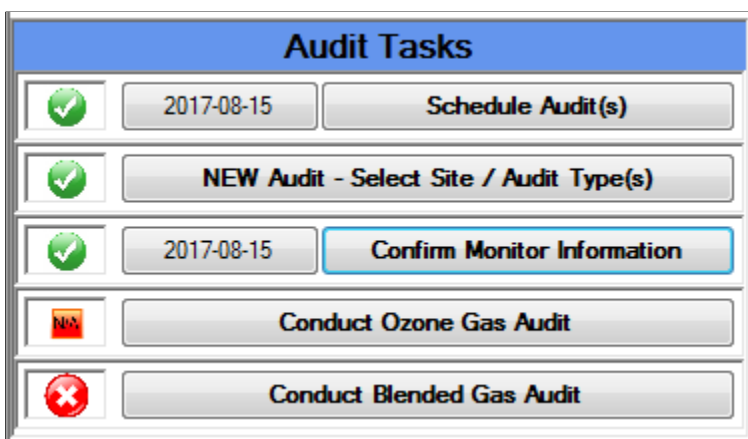 Audit Tasks
2017-08-15 Schedule Audit(s)
NEW Audit - Select Site / Audit Type(s)
2017-08-15 Confirm Monitor Information
N/A Conduct Ozone Gas Audit
Conduct Blended Gas Audit